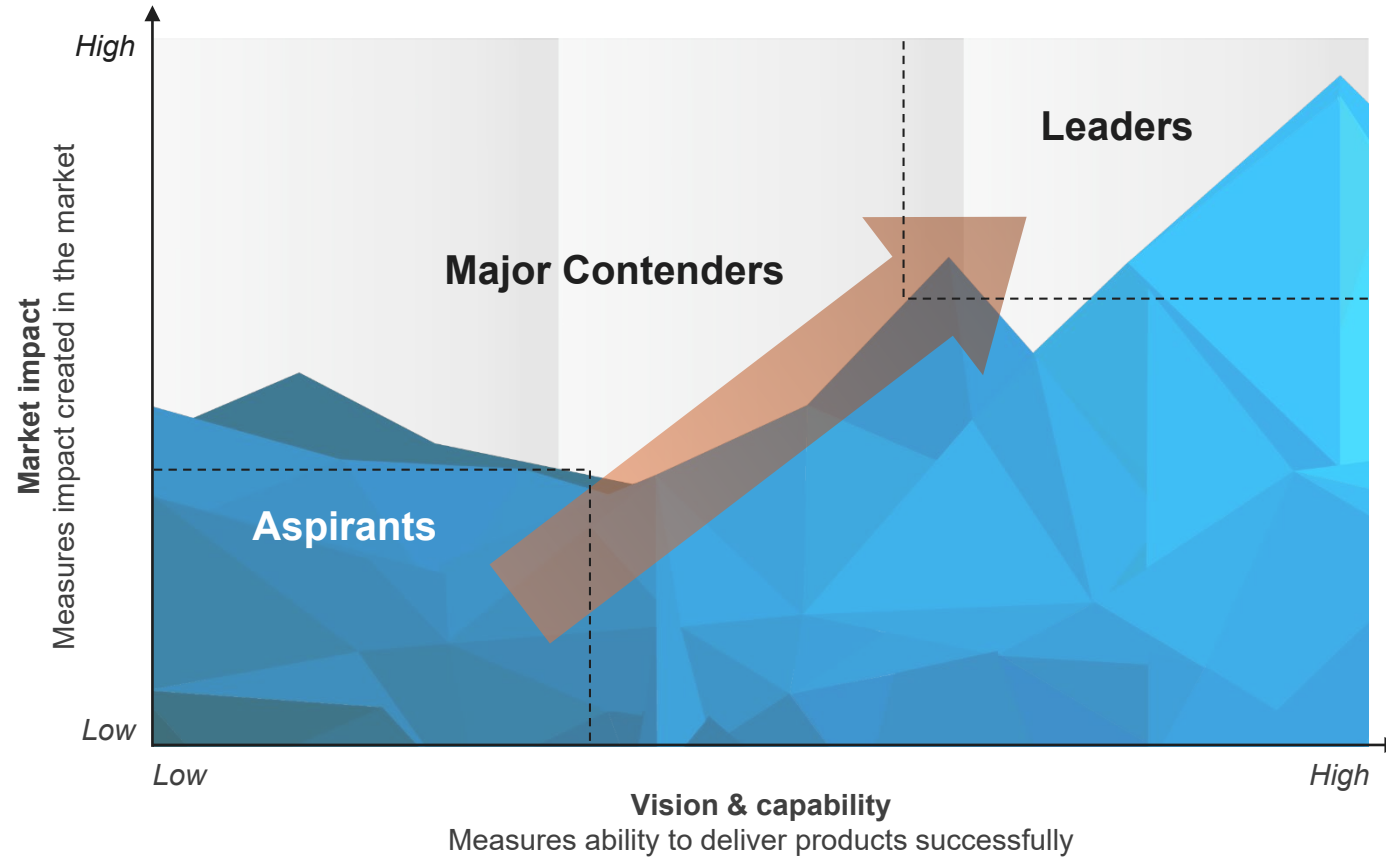 High
Leaders
Major Contenders
Market impact
Measures impact created in the market
Aspirants
Low
Low
High
Vision & capability
Measures ability to deliver products successfully